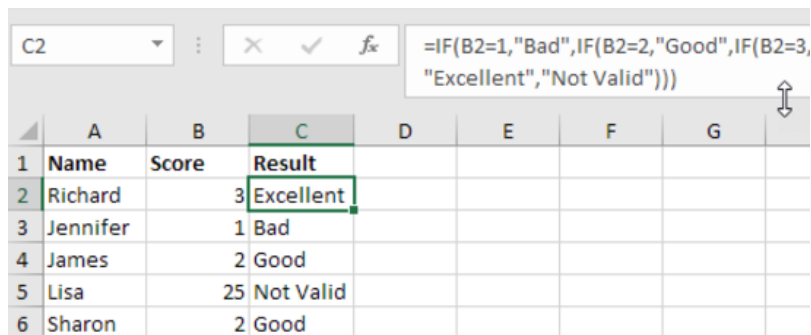 C2 fx =IF(B2=1,"Bad",IF(B2=2,"Good",IF(B2=3,
"Excellent","Not Valid")))
A B C D E F G
1 Name Score Result
2 Richard 3 Excellent
3 Jennifer 1 Bad
4 James 2 Good
5 Lisa 25 Not Valid
6 Sharon 2 Good